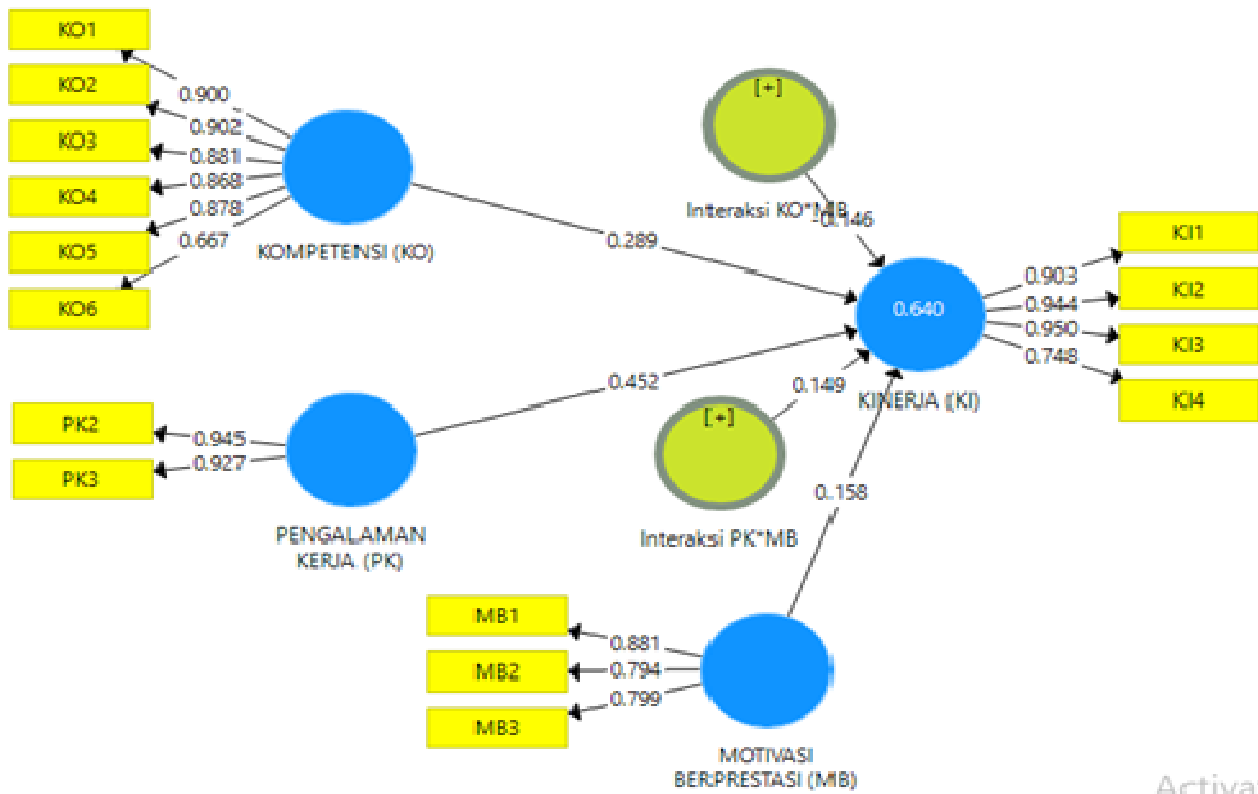 KO1
KO2
KO3
KO4
KO5
KO6
0.900
0.902
0.881
0.868
0.878
0.667
KOMPETENSI (KO)
[+]
Interaksi KO*MB
-0.146
0.289
0.640
KINERJA (KI)
0.903
0.944
0.950
0.748
KI1
KI2
KI3
KI4
PK2
PK3
0.945
0.927
PENGALAMAN
KERJA (PK)
0.452
[+]
Interaksi PK*MB
0.149
0.158
MB1
MB2
MB3
0.881
0.794
0.799
MOTIVASI
BERPRESTASI (MB)
Activa